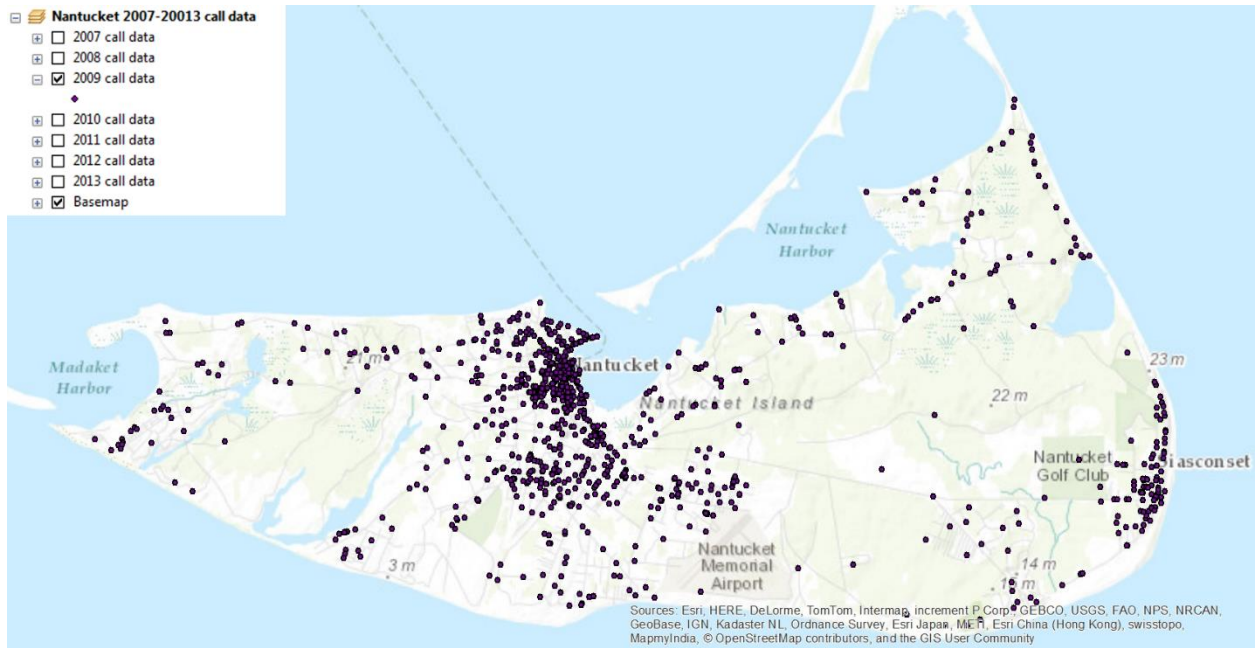 Nantucket 2007-20013 call data
2007 call data
2008 call data
2009 call data
2010 call data
2011 call data
2012 call data
2013 call data
Basemap
Nantucket
Harbor
Madaket
Harbor
21 m
Nantucket
Nantucket Island
23 m
22 m
Nantucket
Golf Club
Siasconset
3 m
Nantucket
Memorial
Airport
14 m
15 m
Sources: Esri, HERE, DeLorme, TomTom, Intermap, increment P Corp., GEBCO, USGS, FAO, NPS, NRCAN,
GeoBase, IGN, Kadaster NL, Ordnance Survey, Esri Japan, METI, Esri China (Hong Kong), swisstopo,
MapmyIndia, © OpenStreetMap contributors, and the GIS User Community